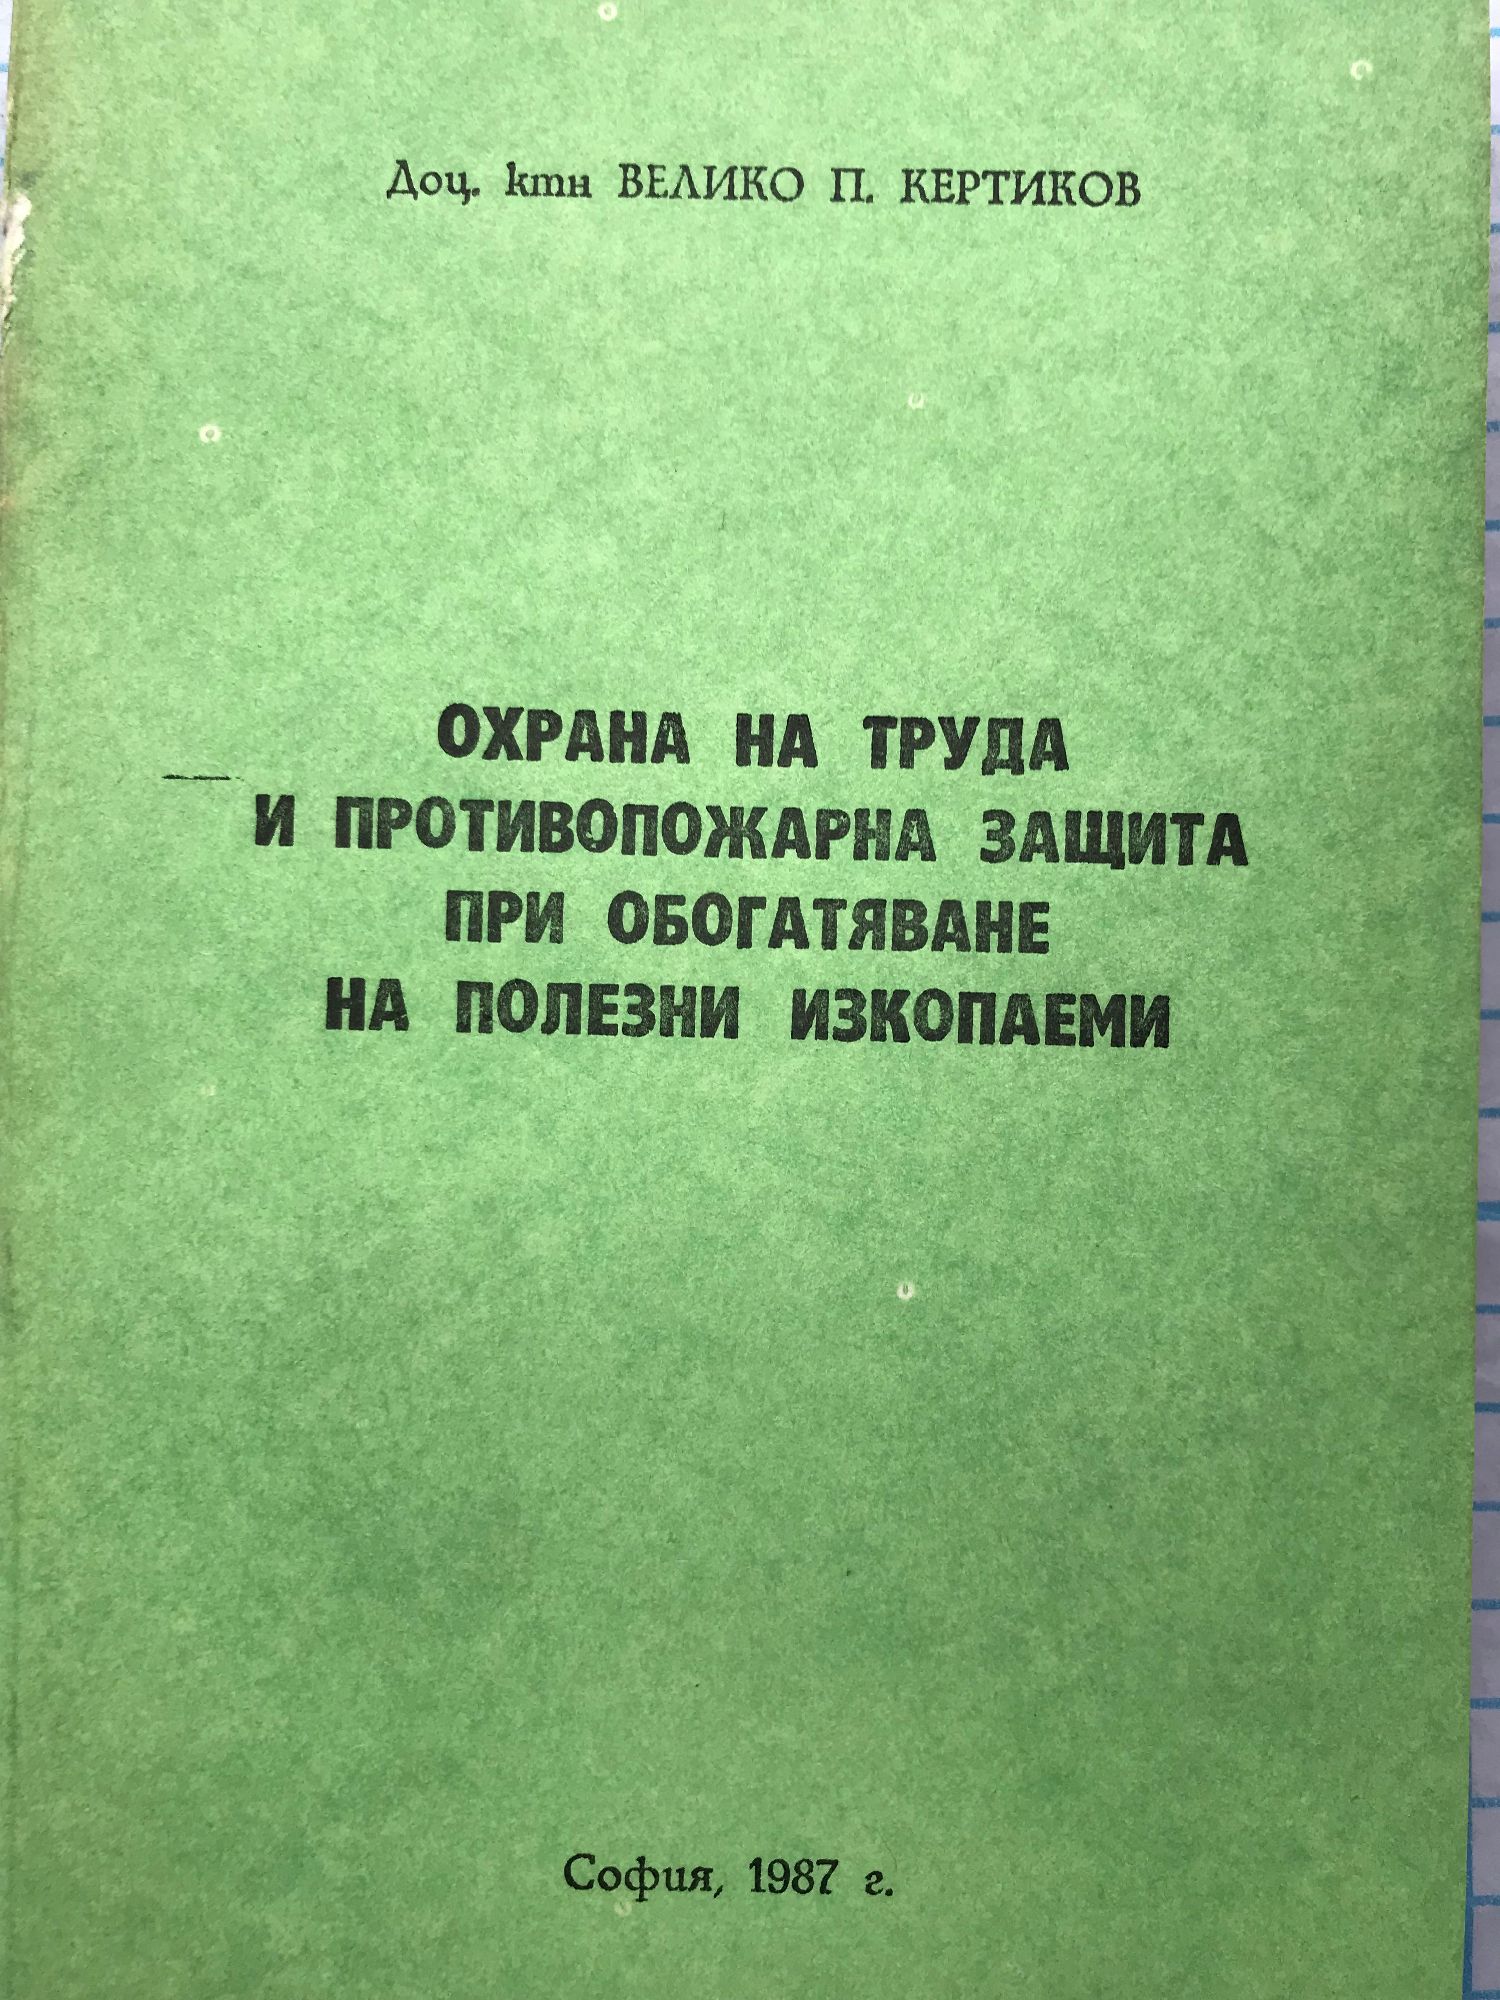 Доц. ктн ВЕЛИКО П. КЕРТИКОВ
ОХРАНА НА ТРУДА
И ПРОТИВОПОЖАРНА ЗАЩИТА
ПРИ ОБОГАТЯВАНЕ
НА ПОЛЕЗНИ ИЗКОПАЕМИ
София, 1987 г.